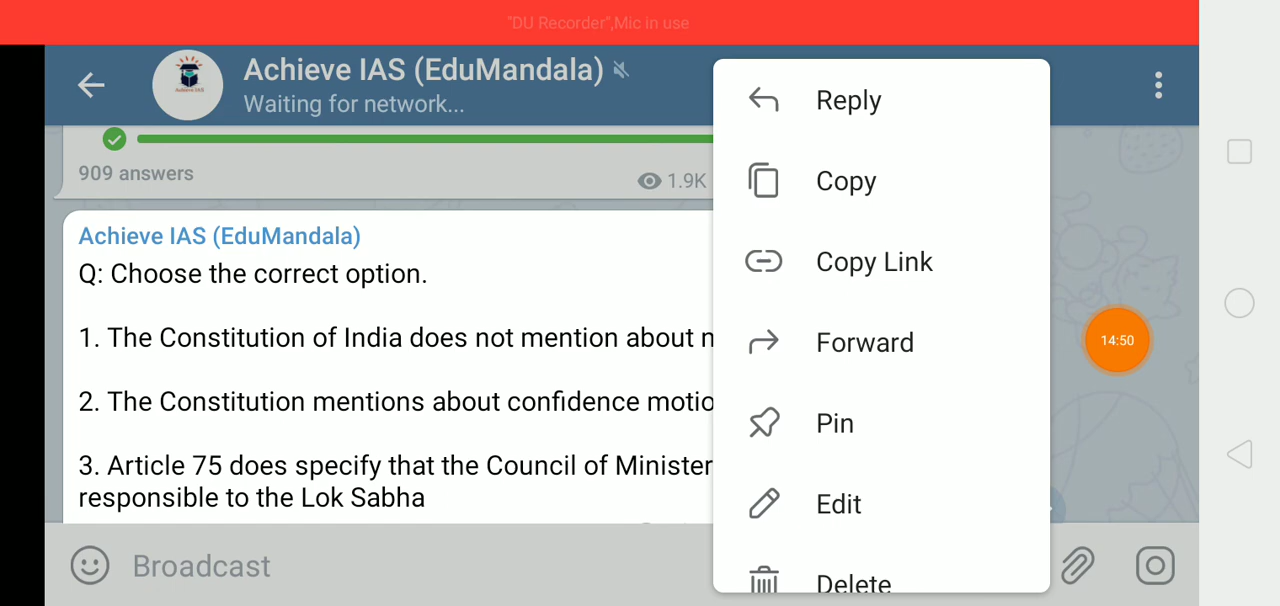 "DU Recorder",Mic in use
Achieve IAS (EduMandala)
Waiting for network...
909 answers
1.9K
Achieve IAS (EduMandala)
Q: Choose the correct option.
1. The Constitution of India does not mention about
2. The Constitution mentions about confidence
3. Article 75 does specify that the Council of
responsible to the Lok Sabha
Broadcast
Reply
Copy
Copy Link
Forward
Pin
Edit
Delete
14:50